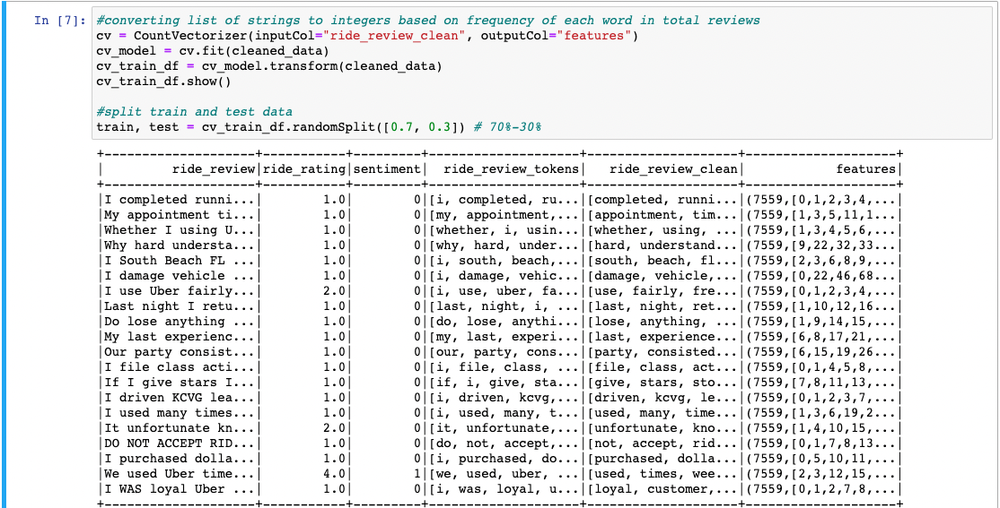 In [7]: #converting list of strings to integers based on frequency of each word in total reviews
cv = CountVectorizer(inputCol="ride_review_clean", outputCol="features")
cv_model = cv.fit(cleaned_data)
cv_train_df = cv_model.transform(cleaned_data)
cv_train_df.show()
#split train and test data
train, test = cv_train_df.randomSplit([0.7, 0.3]) # 70%-30%
+--------------------+-----------+---------+--------------------+--------------------+--------------------+
|         ride_review|ride_rating|sentiment|  ride_review_tokens|   ride_review_clean|            features|
+--------------------+-----------+---------+--------------------+--------------------+--------------------+
|I completed runni...|        1.0|        0|[i, completed, ru...|[completed, runni...|(7559,[0,1,2,3,4,...|
|My appointment ti...|        1.0|        0|[my, appointment,...|[appointment, tim...|(7559,[1,3,5,11,1...|
|Whether I using U...|        1.0|        0|[whether, i, usin...|[whether, using, ...|(7559,[1,3,4,5,6,...|
|Why hard understa...|        1.0|        0|[why, hard, under...|[hard, understand...|(7559,[9,22,32,33...|
|I South Beach FL ...|        1.0|        0|[i, south, beach,...|[south, beach, fl...|(7559,[2,3,6,8,9,...|
|I damage vehicle ...|        1.0|        0|[i, damage, vehic...|[damage, vehicle,...|(7559,[0,22,46,68...|
|I use Uber fairly...|        2.0|        0|[i, use, uber, fa...|[use, fairly, fre...|(7559,[0,1,2,3,4,...|
|Last night I retu...|        1.0|        0|[last, night, i, ...|[last, night, ret...|(7559,[1,10,12,16...|
|Do lose anything ...|        1.0|        0|[do, lose, anythi...|[lose, anything, ...|(7559,[1,9,14,15,...|
|My last experienc...|        1.0|        0|[my, last, experi...|[last, experience...|(7559,[6,8,17,21,...|
|Our party consist...|        1.0|        0|[our, party, cons...|[party, consisted...|(7559,[6,15,19,26...|
|I file class acti...|        1.0|        0|[i, file, class, ...|[file, class, act...|(7559,[0,1,4,5,8,...|
|If I give stars I...|        1.0|        0|[if, i, give, sta...|[give, stars, sto...|(7559,[7,8,11,13,...|
|I driven KCVG lea...|        1.0|        0|[i, driven, kcvg,...|[driven, kcvg, le...|(7559,[0,1,2,3,7,...|
|I used many times...|        1.0|        0|[i, used, many, t...|[used, many, time...|(7559,[1,3,6,19,2...|
|It unfortunate kn...|        2.0|        0|[it, unfortunate,...|[unfortunate, kno...|(7559,[1,4,10,15,...|
|DO NOT ACCEPT RID...|        1.0|        0|[do, not, accept,...|[not, accept, rid...|(7559,[0,1,7,8,13...|
|I purchased dolla...|        1.0|        0|[i, purchased, do...|[purchased, dolla...|(7559,[0,5,10,11,...|
|We used Uber time...|        4.0|        1|[we, used, uber, ...|[used, times, wee...|(7559,[2,3,12,15,...|
|I WAS loyal Uber ...|        1.0|        0|[i, was, loyal, u...|[loyal, customer,...|(7559,[0,1,2,7,8,...|
+--------------------+-----------+---------+--------------------+--------------------+--------------------+